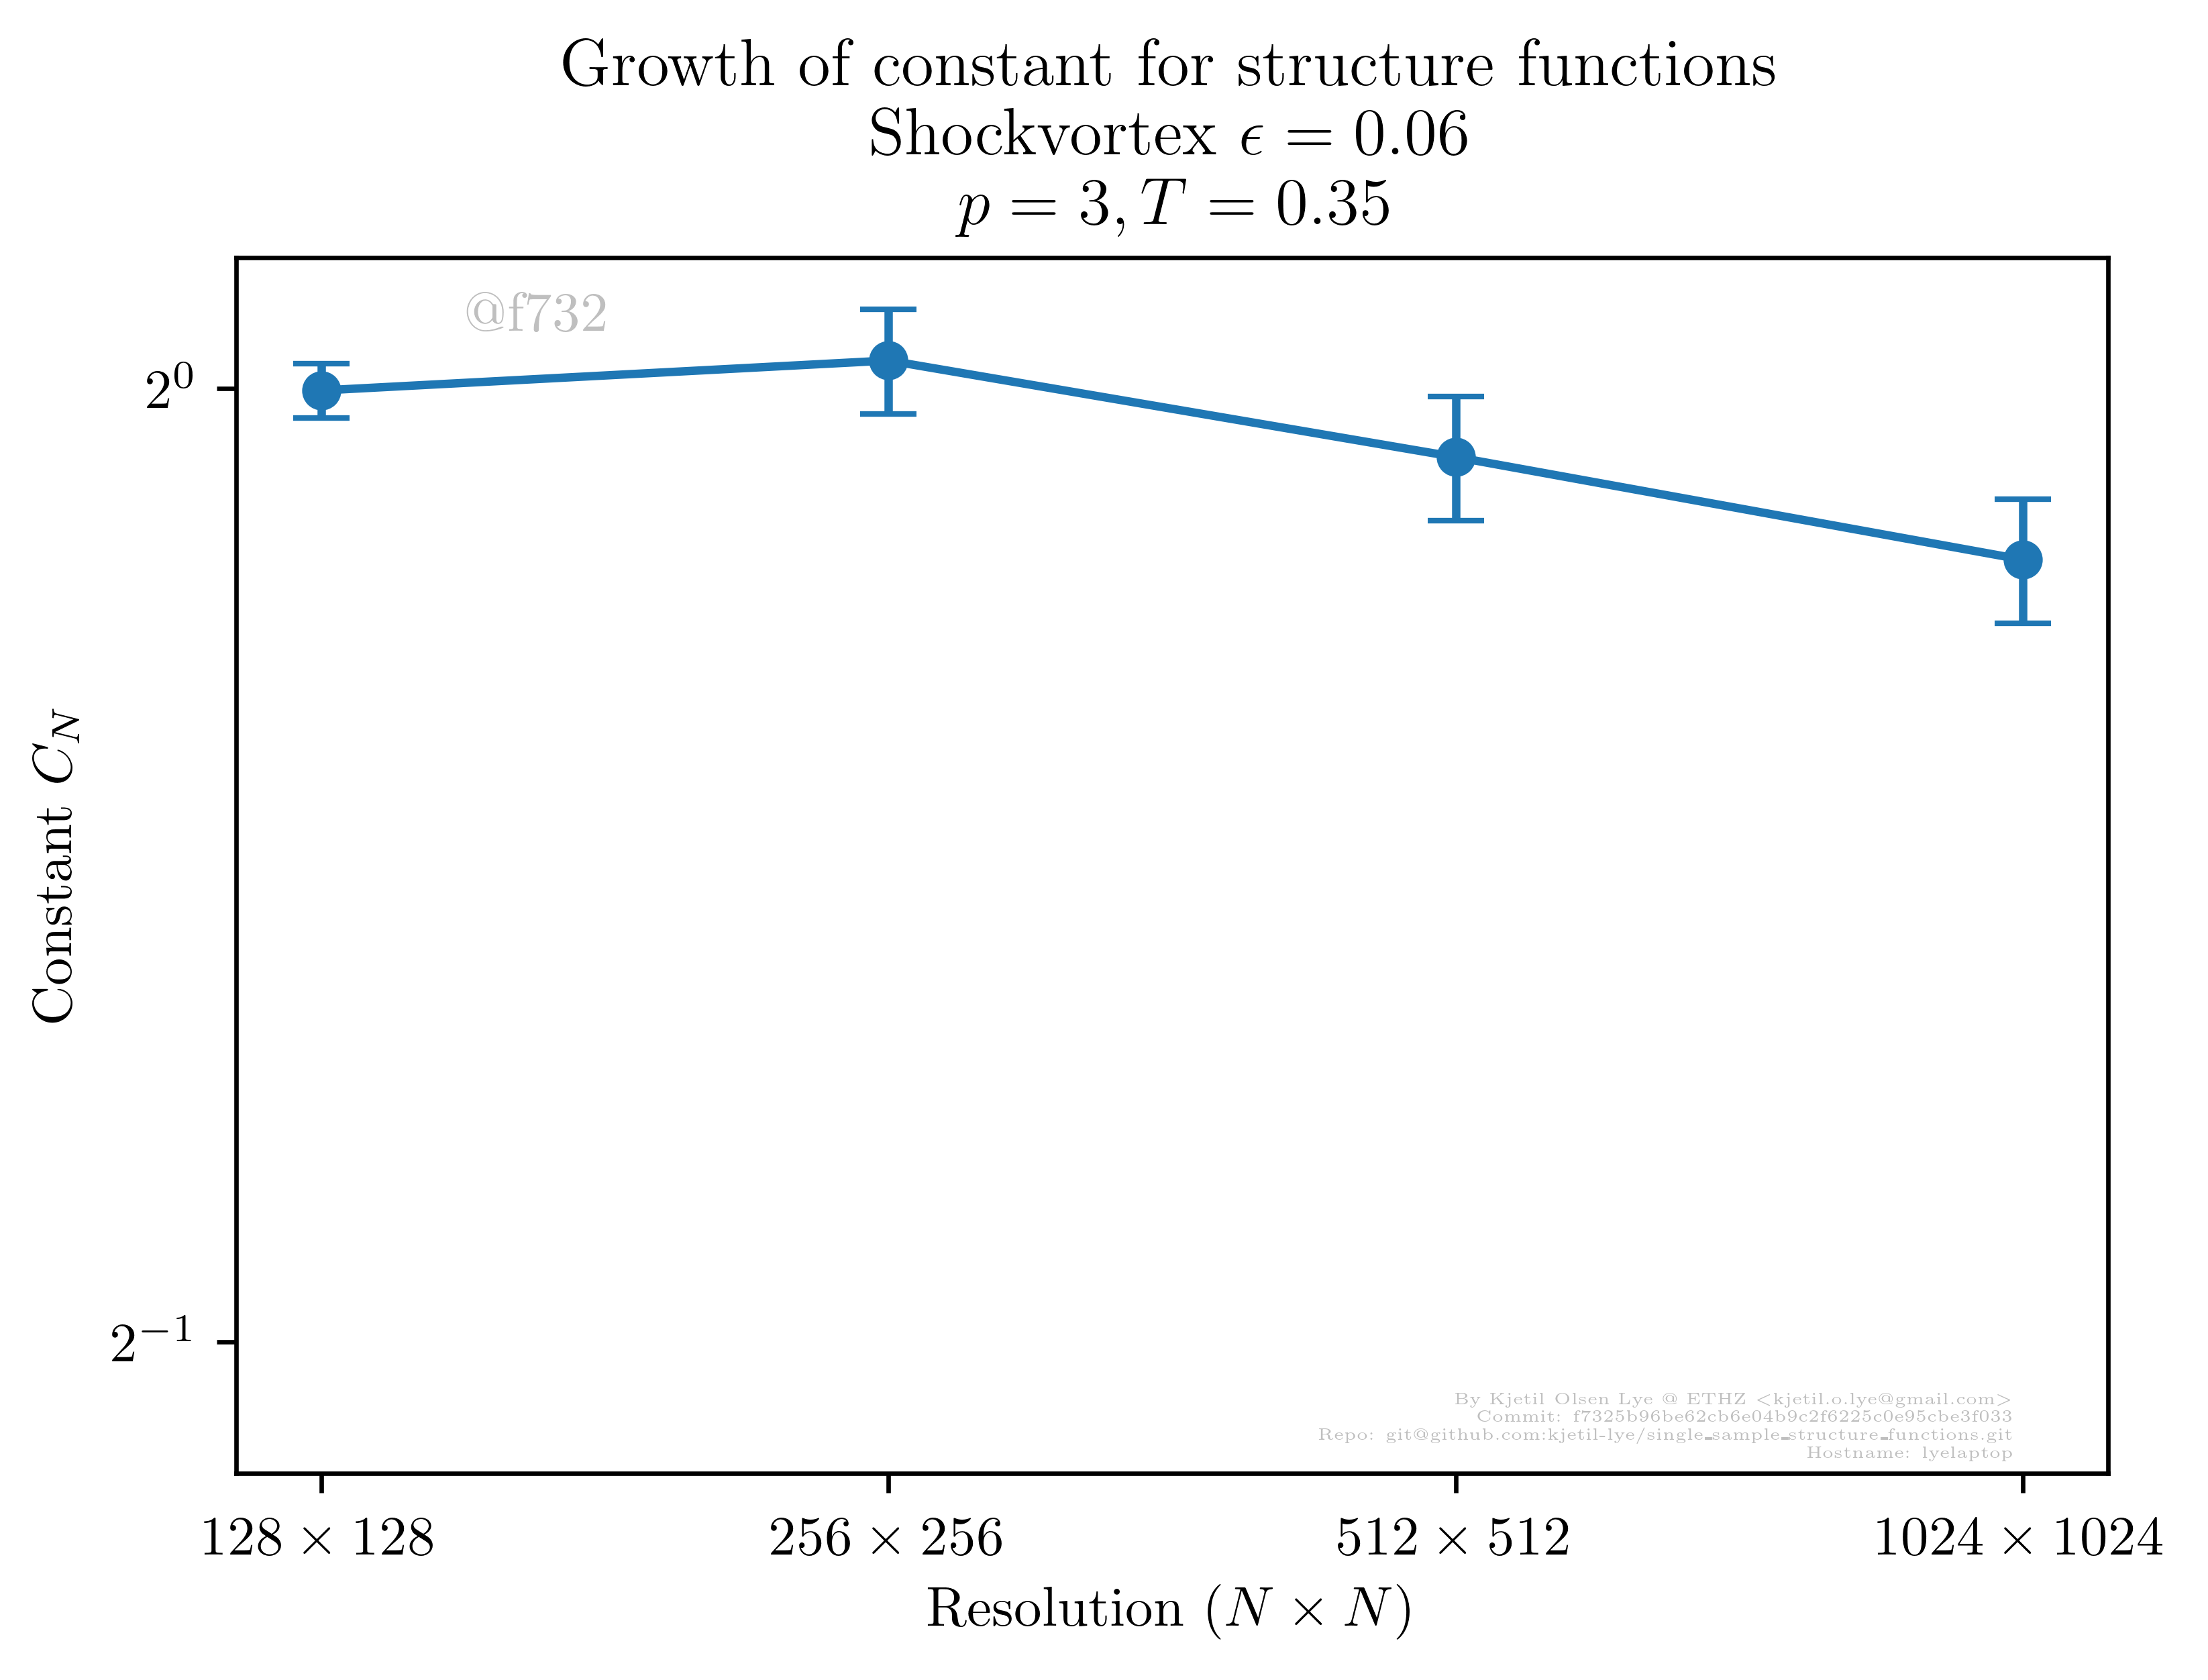 Growth of constant for structure functions
Shockvortex ϵ = 0.06
p = 3, T = 0.35
@f732
2⁰
Constant C_N
2⁻¹
By Kjetil Olsen Lye @ ETHZ <kjetil.o.lye@gmail.com>
Commit: f7325b96be62cb6e04b9c2f6225c0e95cbe3f033
Repo: git@github.com:kjetil-lye/single_sample_structure_functions.git
Hostname: lyelaptop
128 × 128 256 × 256 512 × 512 1024 × 1024
Resolution (N × N)